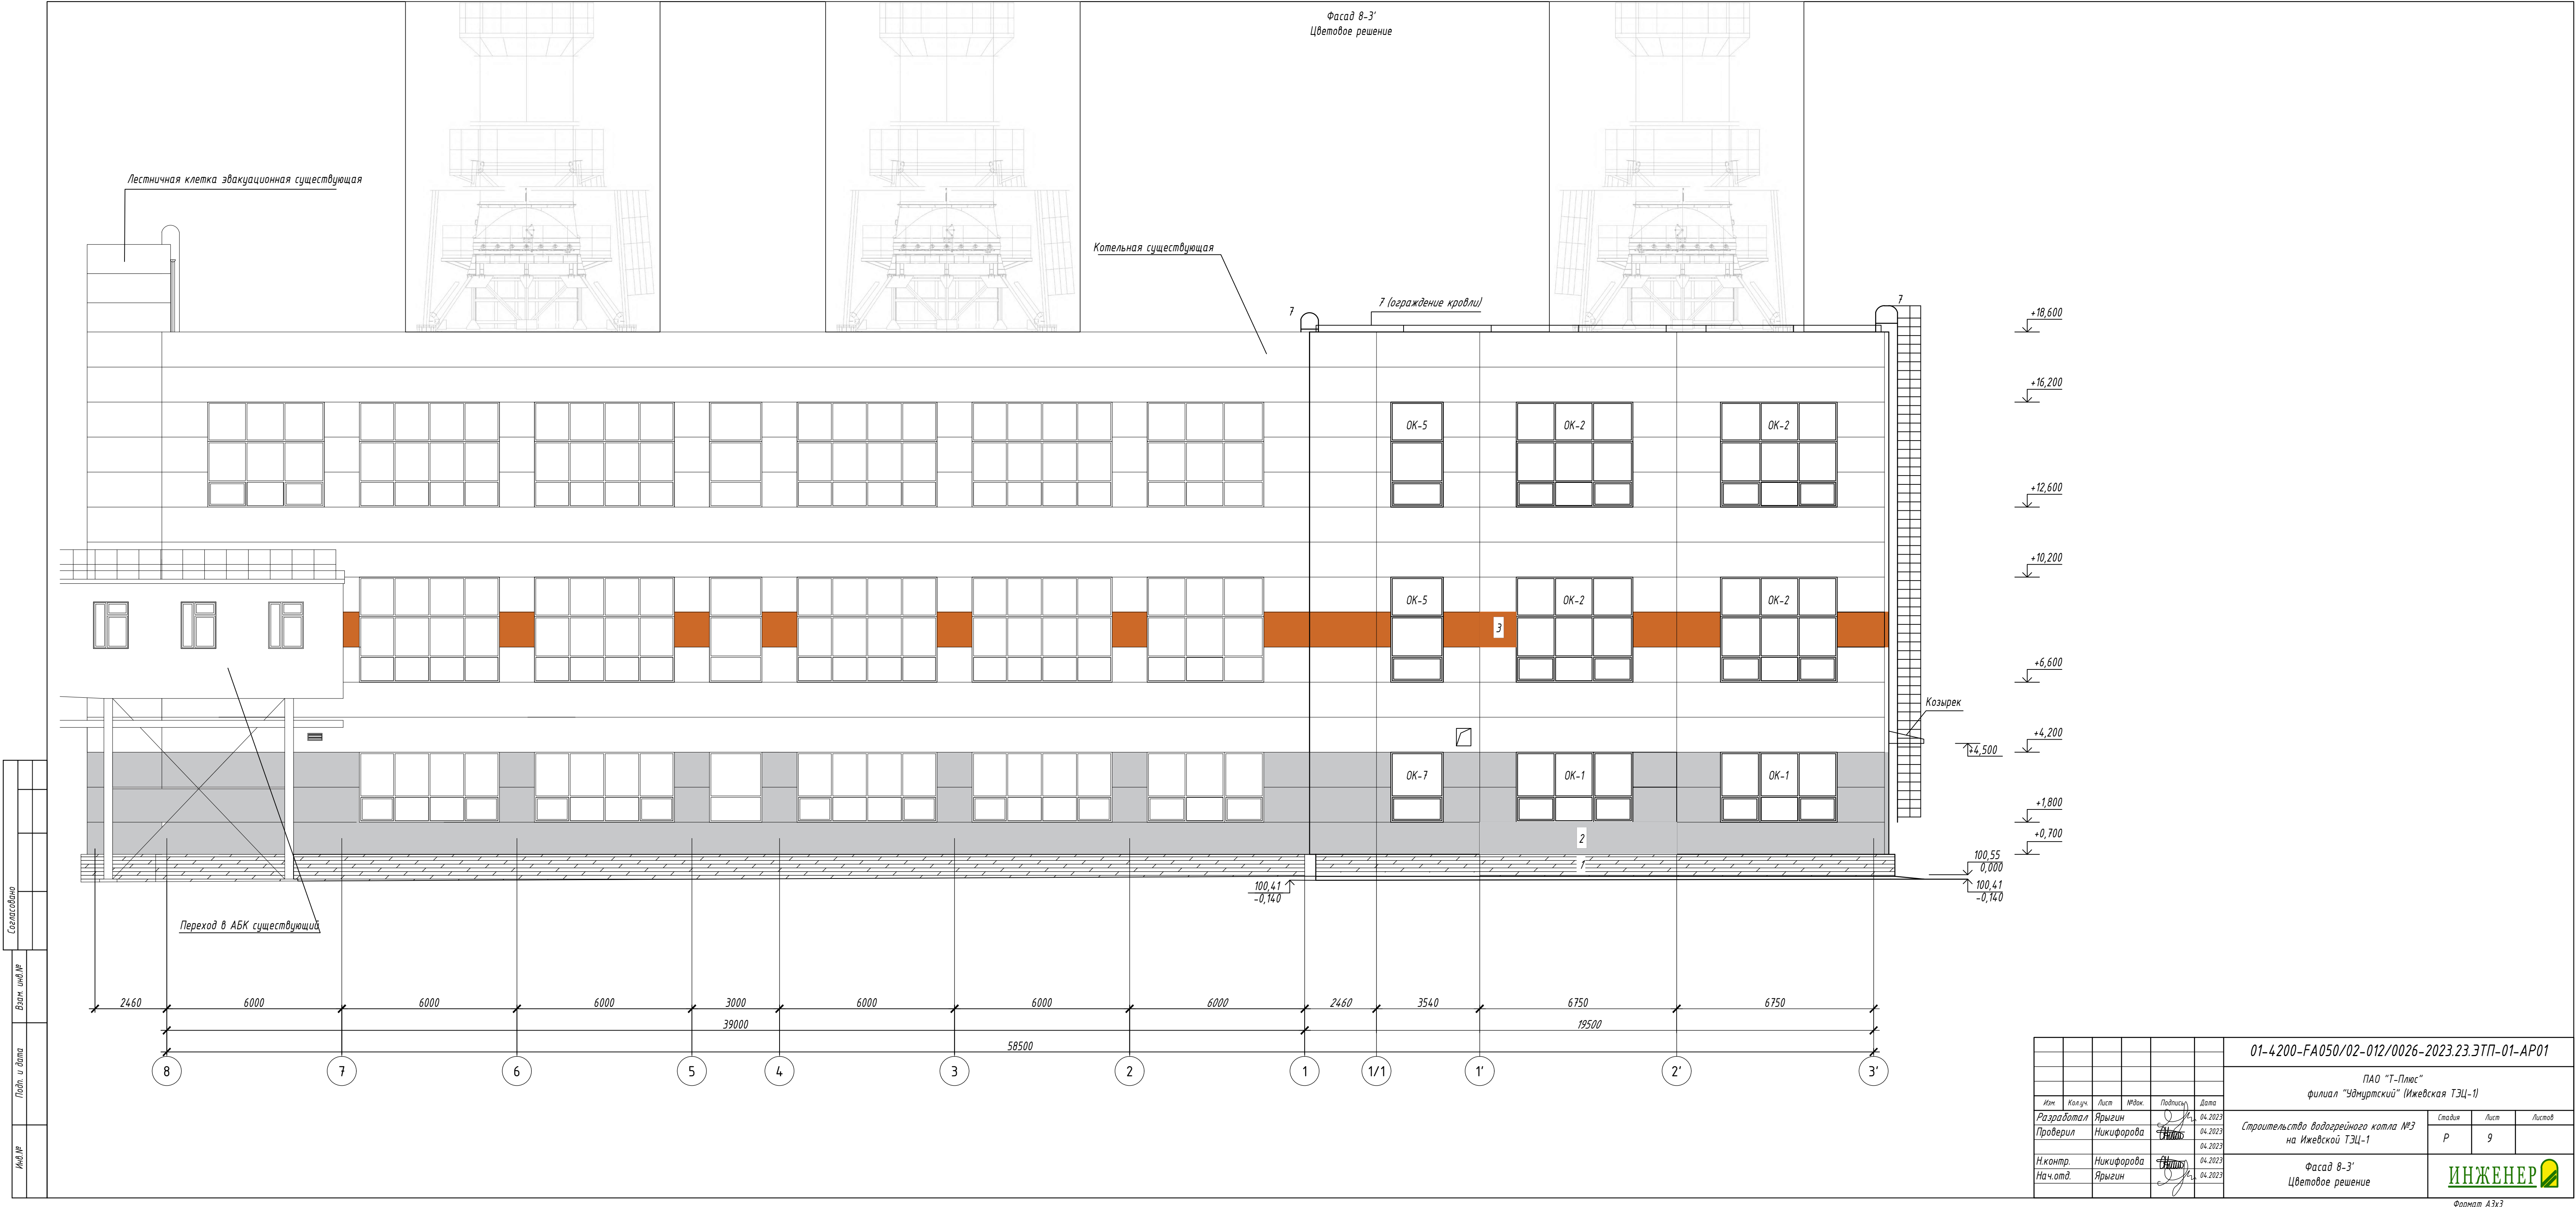 Фасад 8-3'
Цветовое решение
Лестничная клетка эвакуационная существующая
Котельная существующая
7
7 (ограждение кровли)
7
+18,600
+16,200
ОК-5
ОК-2
ОК-2
+12,600
+10,200
ОК-5
ОК-2
ОК-2
3
+6,600
Козырек
+4,200
+4,500
ОК-7
ОК-1
ОК-1
+1,800
+0,700
2
1
100,55
0,000
100,41
-0,140
100,41
-0,140
Переход в АБК существующий
2460
6000
6000
6000
3000
6000
6000
6000
2460
3540
6750
6750
39000
19500
58500
8
7
6
5
4
3
2
1
1/1
1'
2'
3'
Согласовано
Взам. инв.№
Подп. и дата
Инв.№
01-4200-FA050/02-012/0026-2023.23.ЭТП-01-АР01
ПАО "Т-Плюс"
филиал "Удмуртский" (Ижевская ТЭЦ-1)
Изм. Кол.уч. Лист №док. Подпись Дата
Разработал Ярыгин 04.2023
Проверил Никифорова 04.2023
04.2023
Н.контр. Никифорова 04.2023
Нач.отд. Ярыгин 04.2023
Строительство водогрейного котла №3
на Ижевской ТЭЦ-1
Стадия Лист Листов
Р 9
Фасад 8-3'
Цветовое решение
ИНЖЕНЕР
Формат А3х3